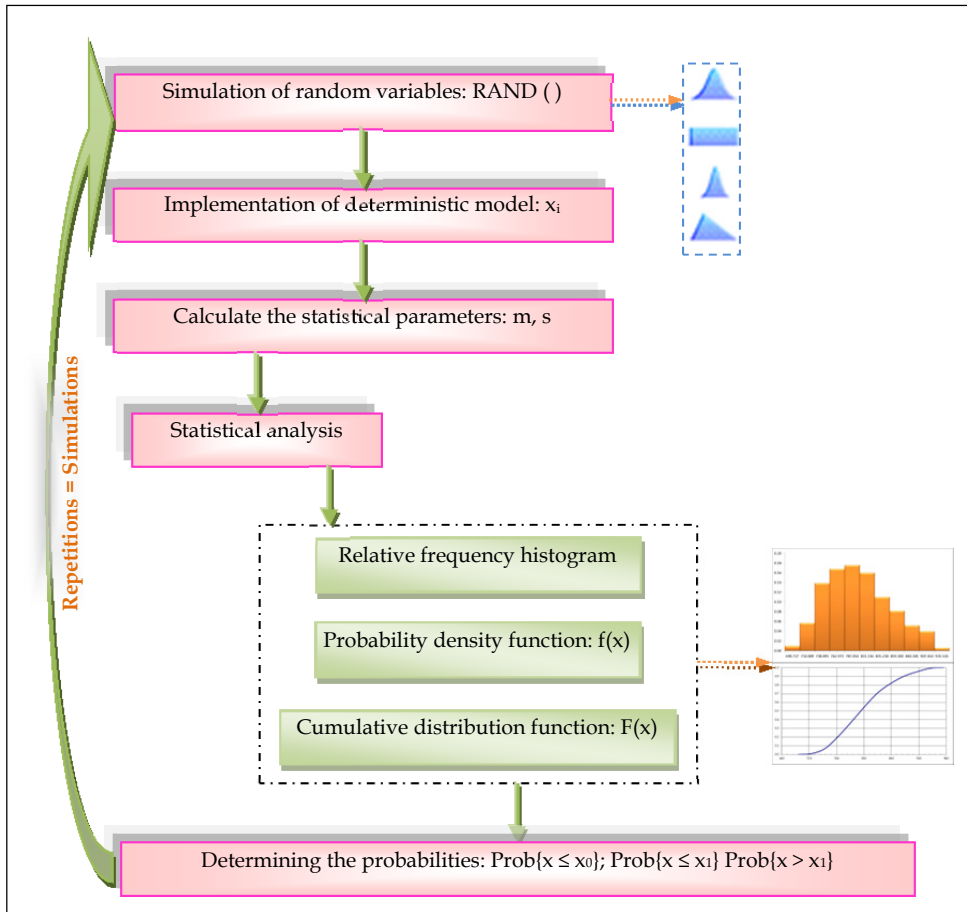 Simulation of random variables: RAND ( )
Implementation of deterministic model: xᵢ
Calculate the statistical parameters: m, s
Statistical analysis
Repetitions = Simulations
Relative frequency histogram
Probability density function: f(x)
Cumulative distribution function: F(x)
Determining the probabilities: Prob{x ≤ x₀}; Prob{x ≤ x₁} Prob{x > x₁}